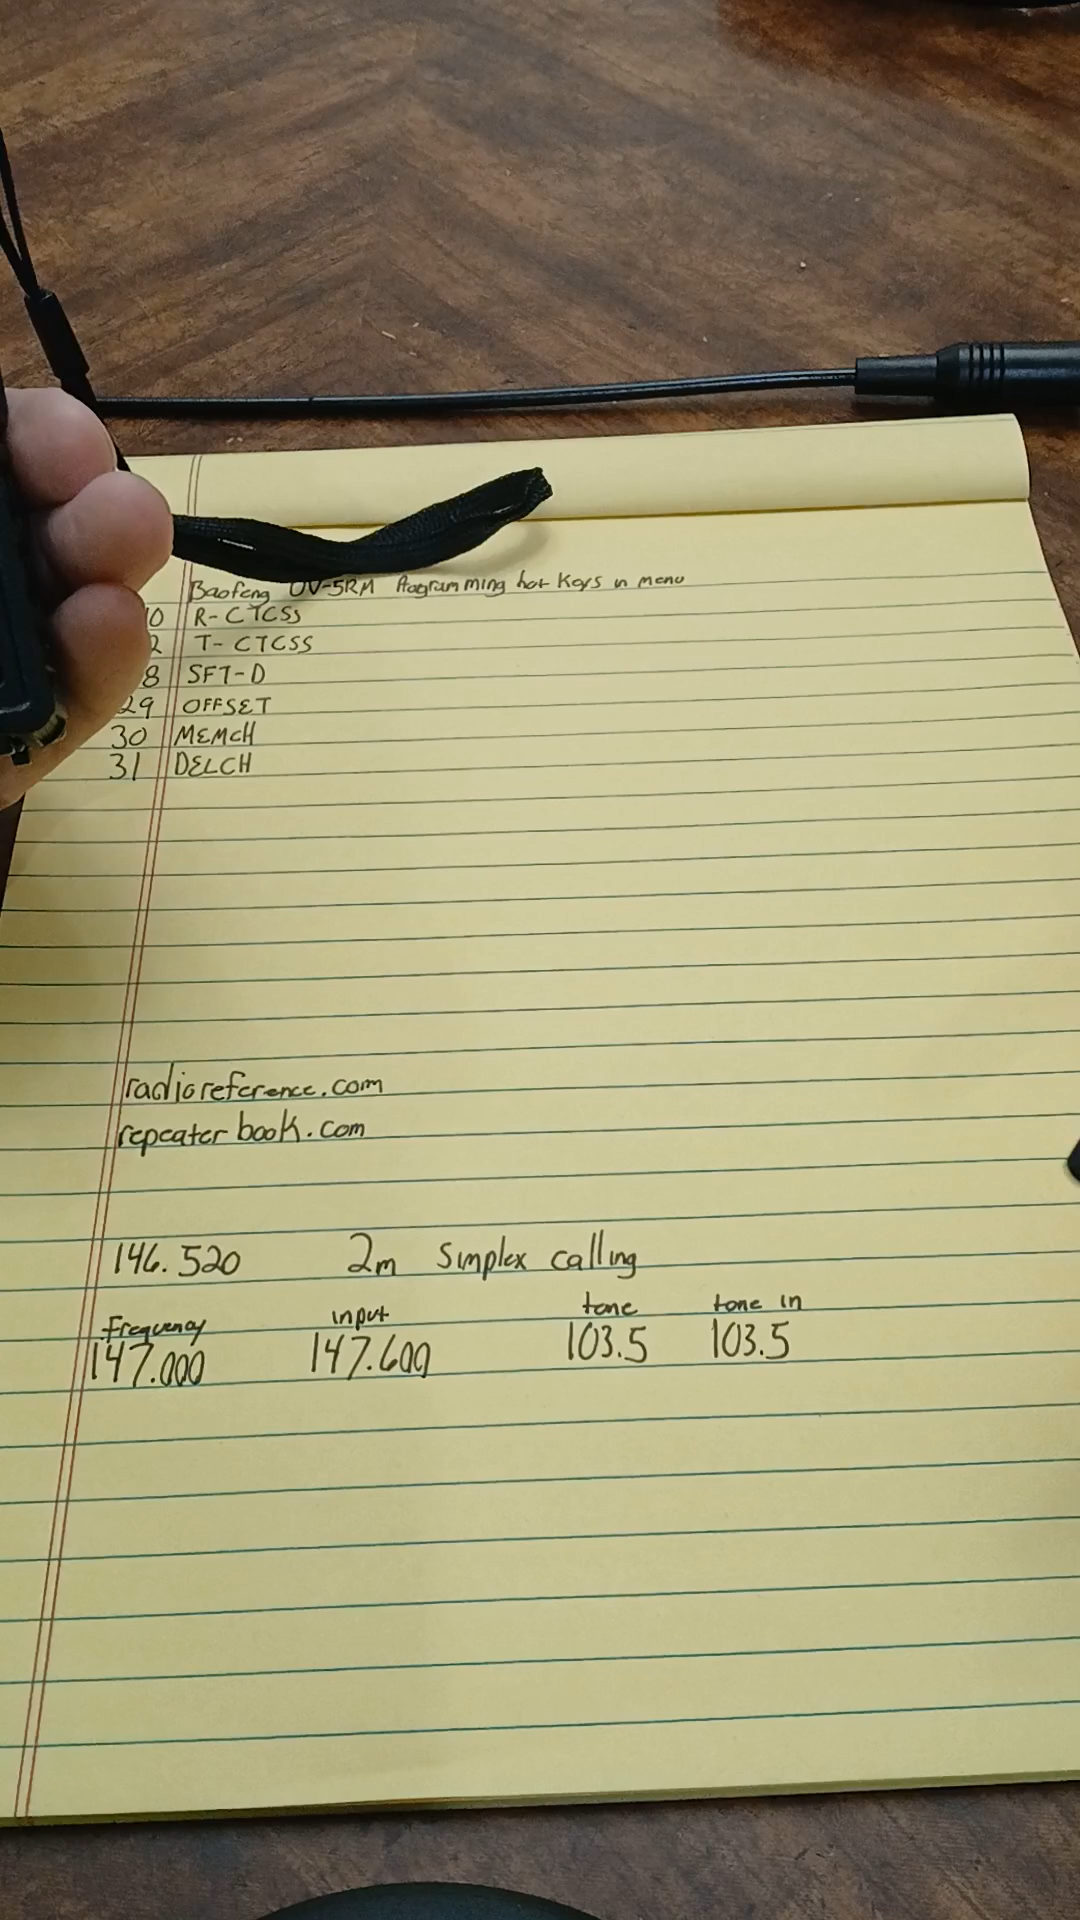 Baofeng UV-5RM Programming hot Keys in menu
10 R-CTCSS
2 T-CTCSS
8 SFT-D
29 OFFSET
30 MEMCH
31 DELCH
radioreference.com
repeaterbook.com
146.520 2m Simplex calling
frequency input tone tone in
147.000 147.600 103.5 103.5